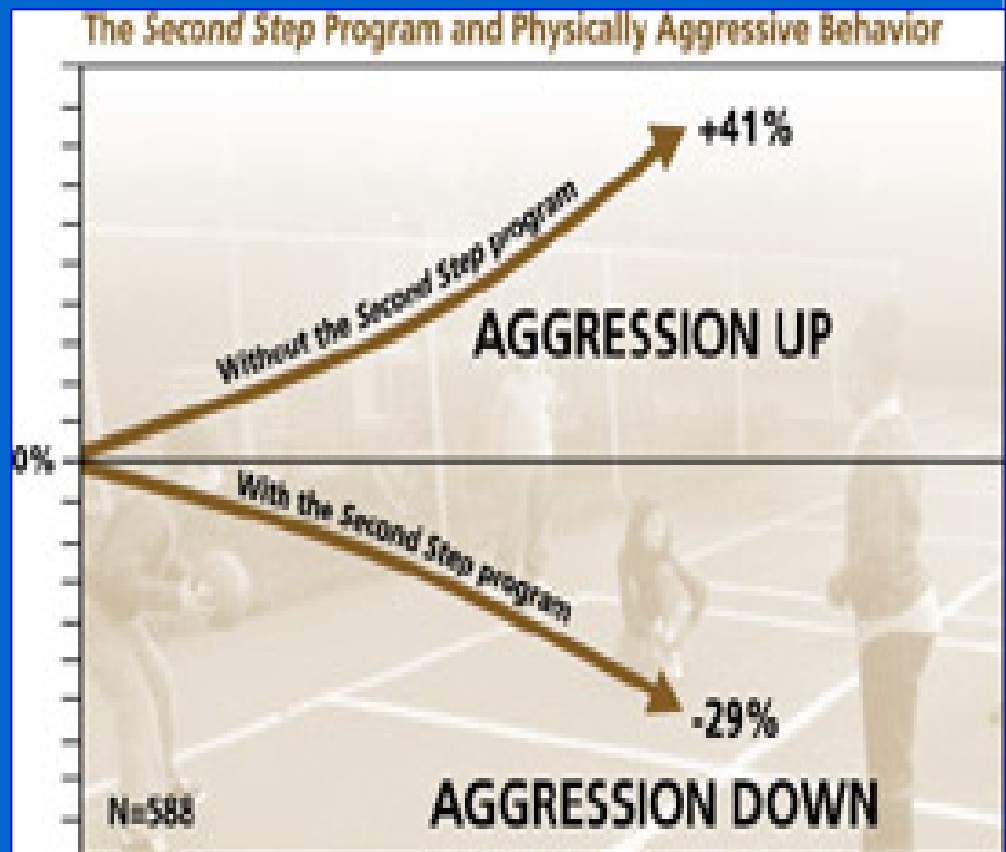 The Second Step Program and Physically Aggressive Behavior
+41%
Without the Second Step program
AGGRESSION UP
0%
With the Second Step program
-29%
N=588
AGGRESSION DOWN